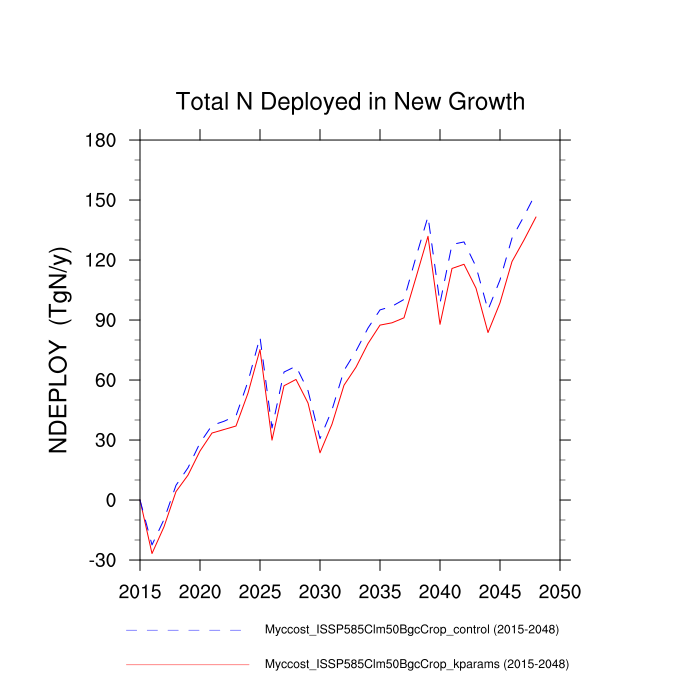 Total N Deployed in New Growth
NDEPLOY (TgN/y)
180
150
120
90
60
30
0
-30
2015 2020 2025 2030 2035 2040 2045 2050
Myccost_ISSP585Clm50BgcCrop_control (2015-2048)
Myccost_ISSP585Clm50BgcCrop_kparams (2015-2048)